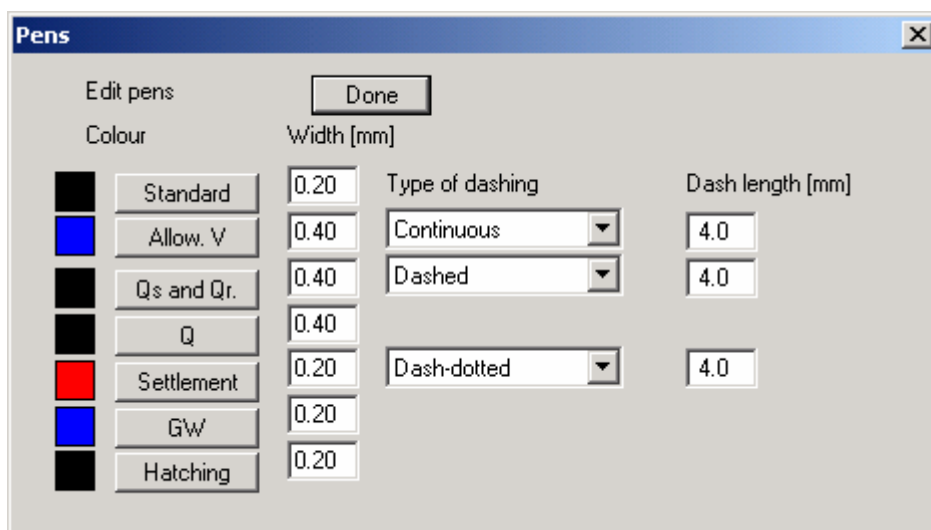 Pens
Edit pens Done
Colour Width [mm]
Standard 0.20 Type of dashing Dash length [mm]
Allow. V 0.40 Continuous 4.0
Qs and Qr. 0.40 Dashed 4.0
Q 0.40
Settlement 0.20 Dash-dotted 4.0
GW 0.20
Hatching 0.20